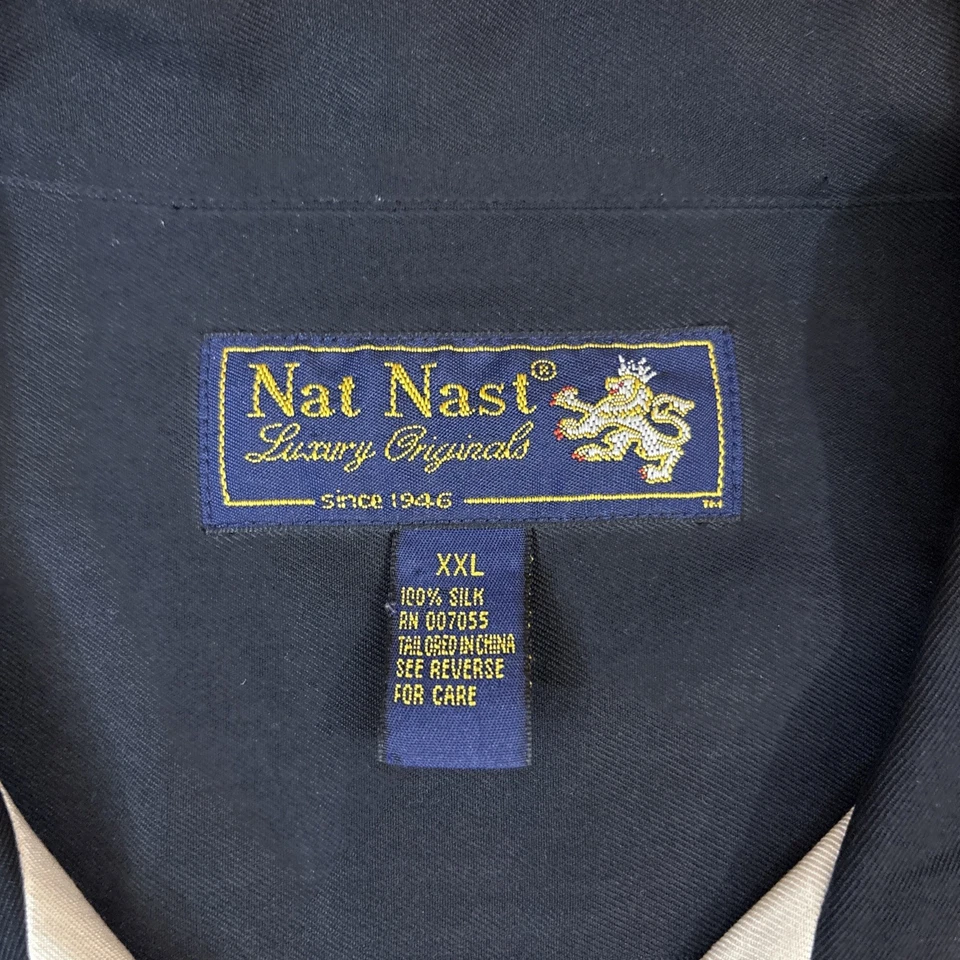 Nat Nast®
Luxury Originals
since 1946
TM
XXL
100% SILK
RN 007055
TAILORED IN CHINA
SEE REVERSE
FOR CARE